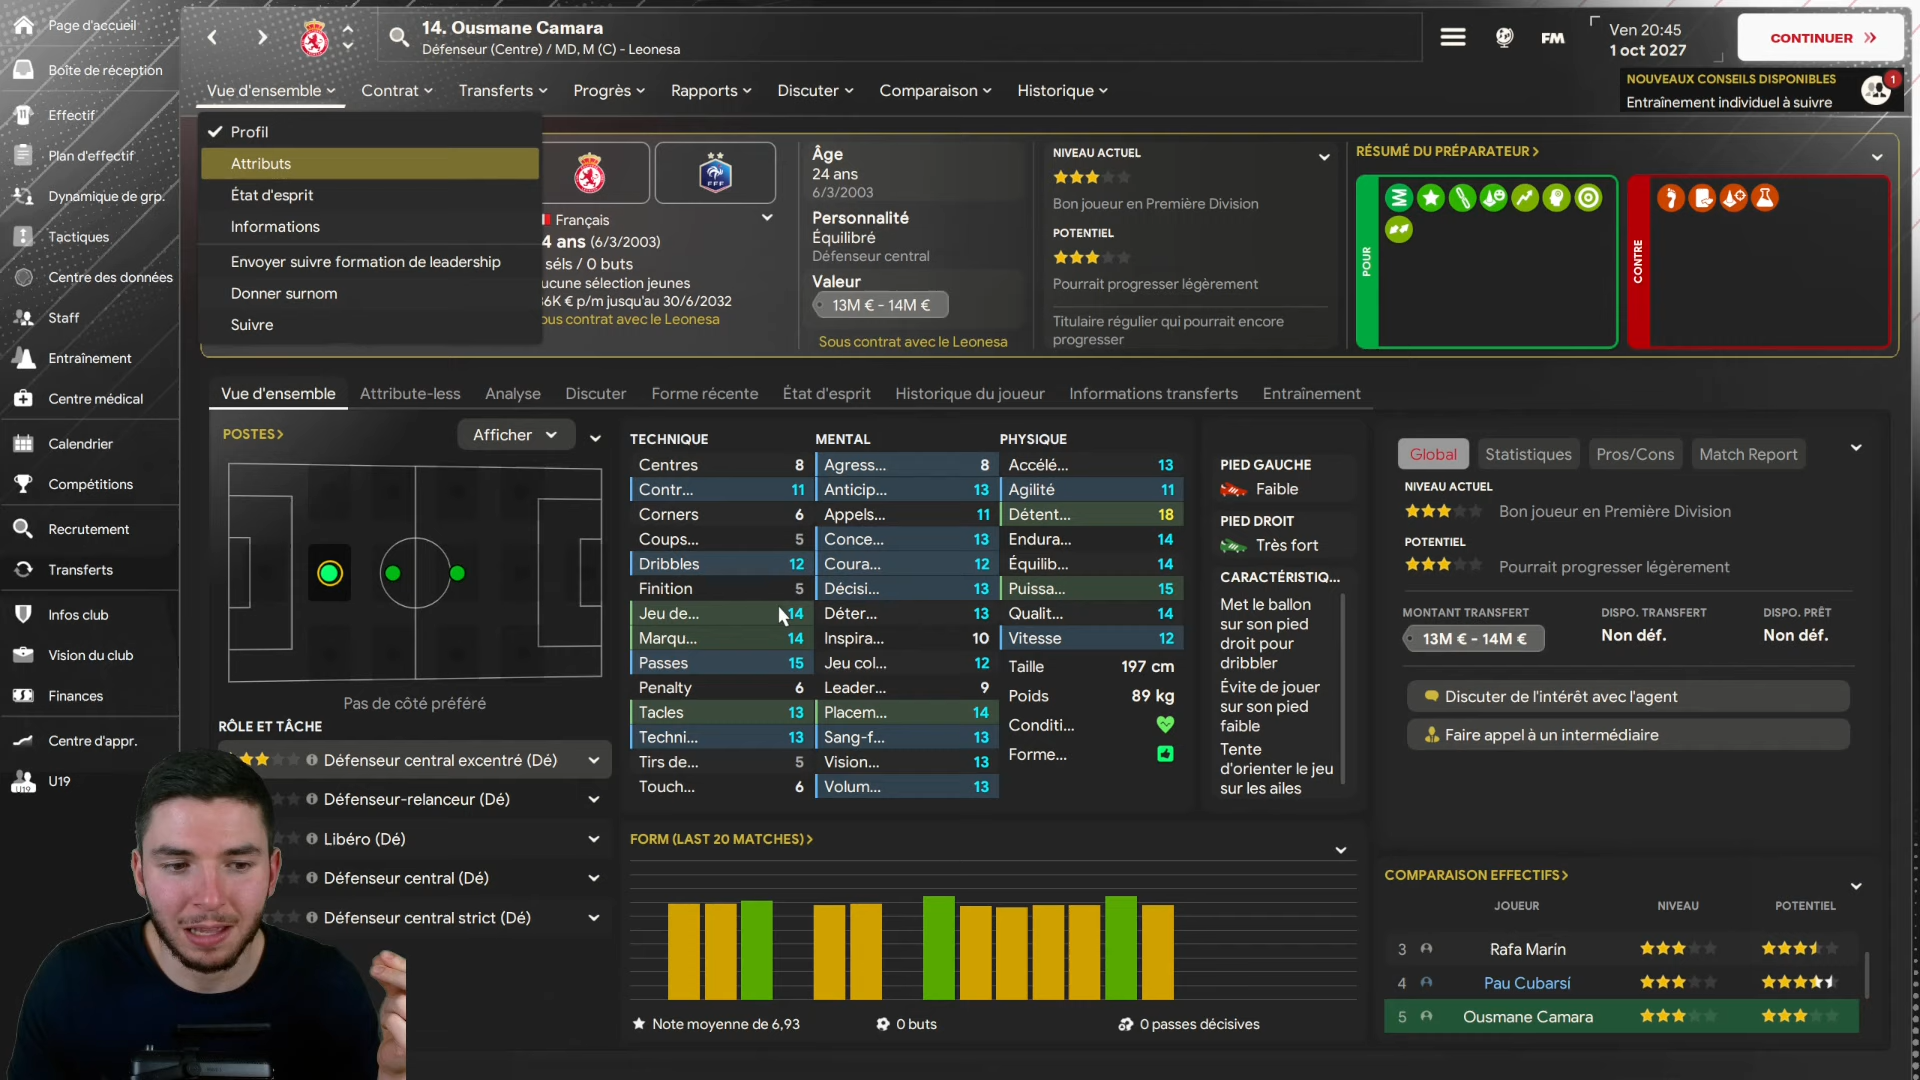 Page d'accueil
Boîte de réception
Effectif
Plan d'effectif
Dynamique de grp.
Tactiques
Centre des données
Staff
Entraînement
Centre médical
Calendrier
Compétitions
Recrutement
Transferts
Infos club
Vision du club
Finances
Centre d'appr.
U19
14. Ousmane Camara
Défenseur (Centre) / MD, M (C) - Leonesa
FM
Ven 20:45
1 oct 2027
CONTINUER
NOUVEAUX CONSEILS DISPONIBLES
Entraînement individuel à suivre
1
Vue d'ensemble Contrat Transferts Progrès Rapports Discuter Comparaison Historique
Profil
Attributs
État d'esprit
Informations
Envoyer suivre formation de leadership
Donner surnom
Suivre
FFF
Français
4 ans (6/3/2003)
séls / 0 buts
ucune sélection jeunes
6K € p/m jusqu'au 30/6/2032
ous contrat avec le Leonesa
Âge
24 ans
6/3/2003
Personnalité
Équilibré
Défenseur central
Valeur
13M € - 14M €
Sous contrat avec le Leonesa
NIVEAU ACTUEL
Bon joueur en Première Division
POTENTIEL
Pourrait progresser légèrement
Titulaire régulier qui pourrait encore
progresser
RÉSUMÉ DU PRÉPARATEUR >
POUR
CONTRE
Vue d'ensemble Attribute-less Analyse Discuter Forme récente État d'esprit Historique du joueur Informations transferts Entraînement
POSTES >
Afficher
Pas de côté préféré
RÔLE ET TÂCHE
Défenseur central excentré (Dé)
Défenseur-relanceur (Dé)
Libéro (Dé)
Défenseur central (Dé)
Défenseur central strict (Dé)
TECHNIQUE
Centres 8
Contr... 11
Corners 6
Coups... 5
Dribbles 12
Finition 5
Jeu de... 14
Marqu... 14
Passes 15
Penalty 6
Tacles 13
Techni... 13
Tirs de... 5
Touch... 6
MENTAL
Agress... 8
Anticip... 13
Appels... 11
Conce... 13
Coura... 12
Décisi... 13
Déter... 13
Inspira... 10
Jeu col... 12
Leader... 9
Placem... 14
Sang-f... 13
Vision... 13
Volum... 13
PHYSIQUE
Accélé... 13
Agilité 11
Détent... 18
Endura... 14
Équilib... 14
Puissa... 15
Qualit... 14
Vitesse 12
Taille 197 cm
Poids 89 kg
Conditi...
Forme...
PIED GAUCHE
Faible
PIED DROIT
Très fort
CARACTÉRISTIQ...
Met le ballon
sur son pied
droit pour
dribbler
Évite de jouer
sur son pied
faible
Tente
d'orienter le jeu
sur les ailes
FORM (LAST 20 MATCHES) >
Note moyenne de 6,93
0 buts
0 passes décisives
Global Statistiques Pros/Cons Match Report
NIVEAU ACTUEL
Bon joueur en Première Division
POTENTIEL
Pourrait progresser légèrement
MONTANT TRANSFERT DISPO. TRANSFERT DISPO. PRÊT
13M € - 14M € Non déf. Non déf.
Discuter de l'intérêt avec l'agent
Faire appel à un intermédiaire
COMPARAISON EFFECTIFS >
JOUEUR NIVEAU POTENTIEL
3 Rafa Marín
4 Pau Cubarsí
5 Ousmane Camara